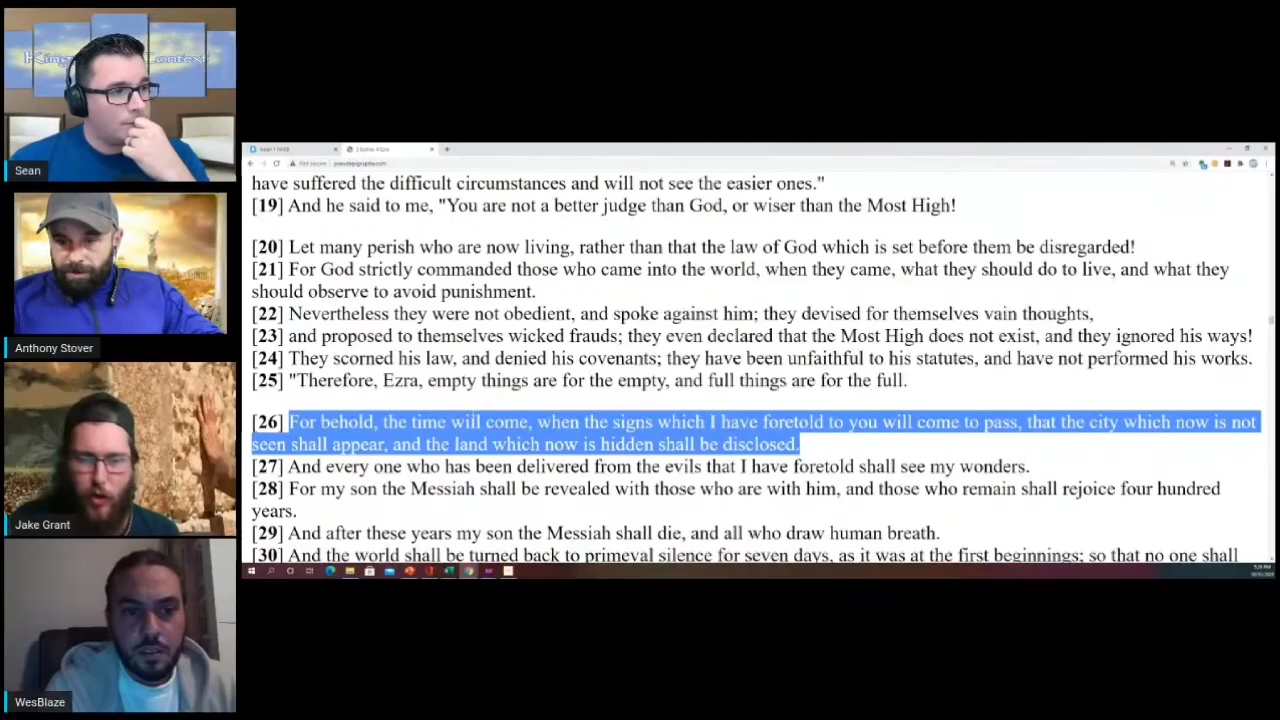 King Context
Sean
Anthony Stover
Jake Grant
WesBlaze
2 Esdras: 4 Ezra
Not secure | pseudepigrapha.com
have suffered the difficult circumstances and will not see the easier ones."
[19] And he said to me, "You are not a better judge than God, or wiser than the Most High!
[20] Let many perish who are now living, rather than that the law of God which is set before them be disregarded!
[21] For God strictly commanded those who came into the world, when they came, what they should do to live, and what they
should observe to avoid punishment.
[22] Nevertheless they were not obedient, and spoke against him; they devised for themselves vain thoughts,
[23] and proposed to themselves wicked frauds; they even declared that the Most High does not exist, and they ignored his ways!
[24] They scorned his law, and denied his covenants; they have been unfaithful to his statutes, and have not performed his works.
[25] "Therefore, Ezra, empty things are for the empty, and full things are for the full.
[26] For behold, the time will come, when the signs which I have foretold to you will come to pass, that the city which now is not
seen shall appear, and the land which now is hidden shall be disclosed.
[27] And every one who has been delivered from the evils that I have foretold shall see my wonders.
[28] For my son the Messiah shall be revealed with those who are with him, and those who remain shall rejoice four hundred
years.
[29] And after these years my son the Messiah shall die, and all who draw human breath.
[30] And the world shall be turned back to primeval silence for seven days, as it was at the first beginnings; so that no one shall